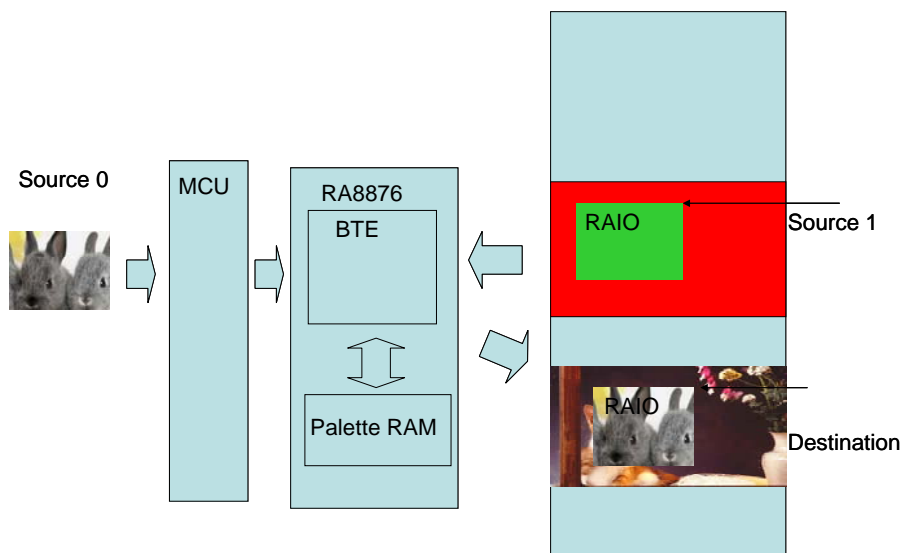 Source 0
MCU
RA8876
BTE
Palette RAM
RAIO
Source 1
RAIO
Destination